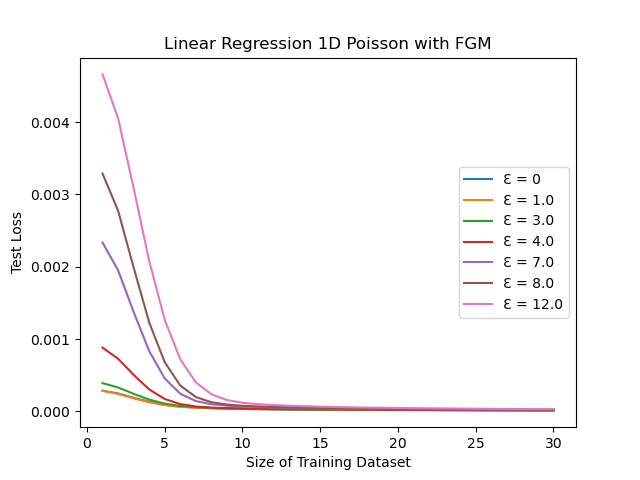 Linear Regression 1D Poisson with FGM
Test Loss
0.004
0.003
0.002
0.001
0.000
Ɛ = 0
Ɛ = 1.0
Ɛ = 3.0
Ɛ = 4.0
Ɛ = 7.0
Ɛ = 8.0
Ɛ = 12.0
0 5 10 15 20 25 30
Size of Training Dataset